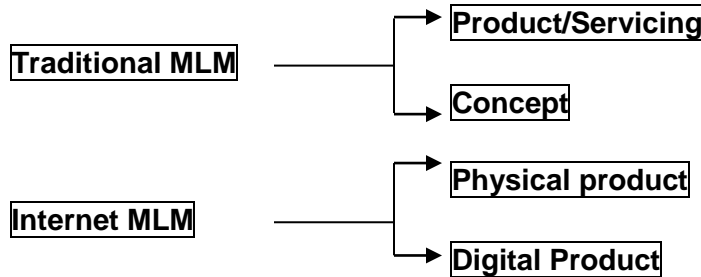 Traditional MLM
Product/Servicing
Concept
Internet MLM
Physical product
Digital Product